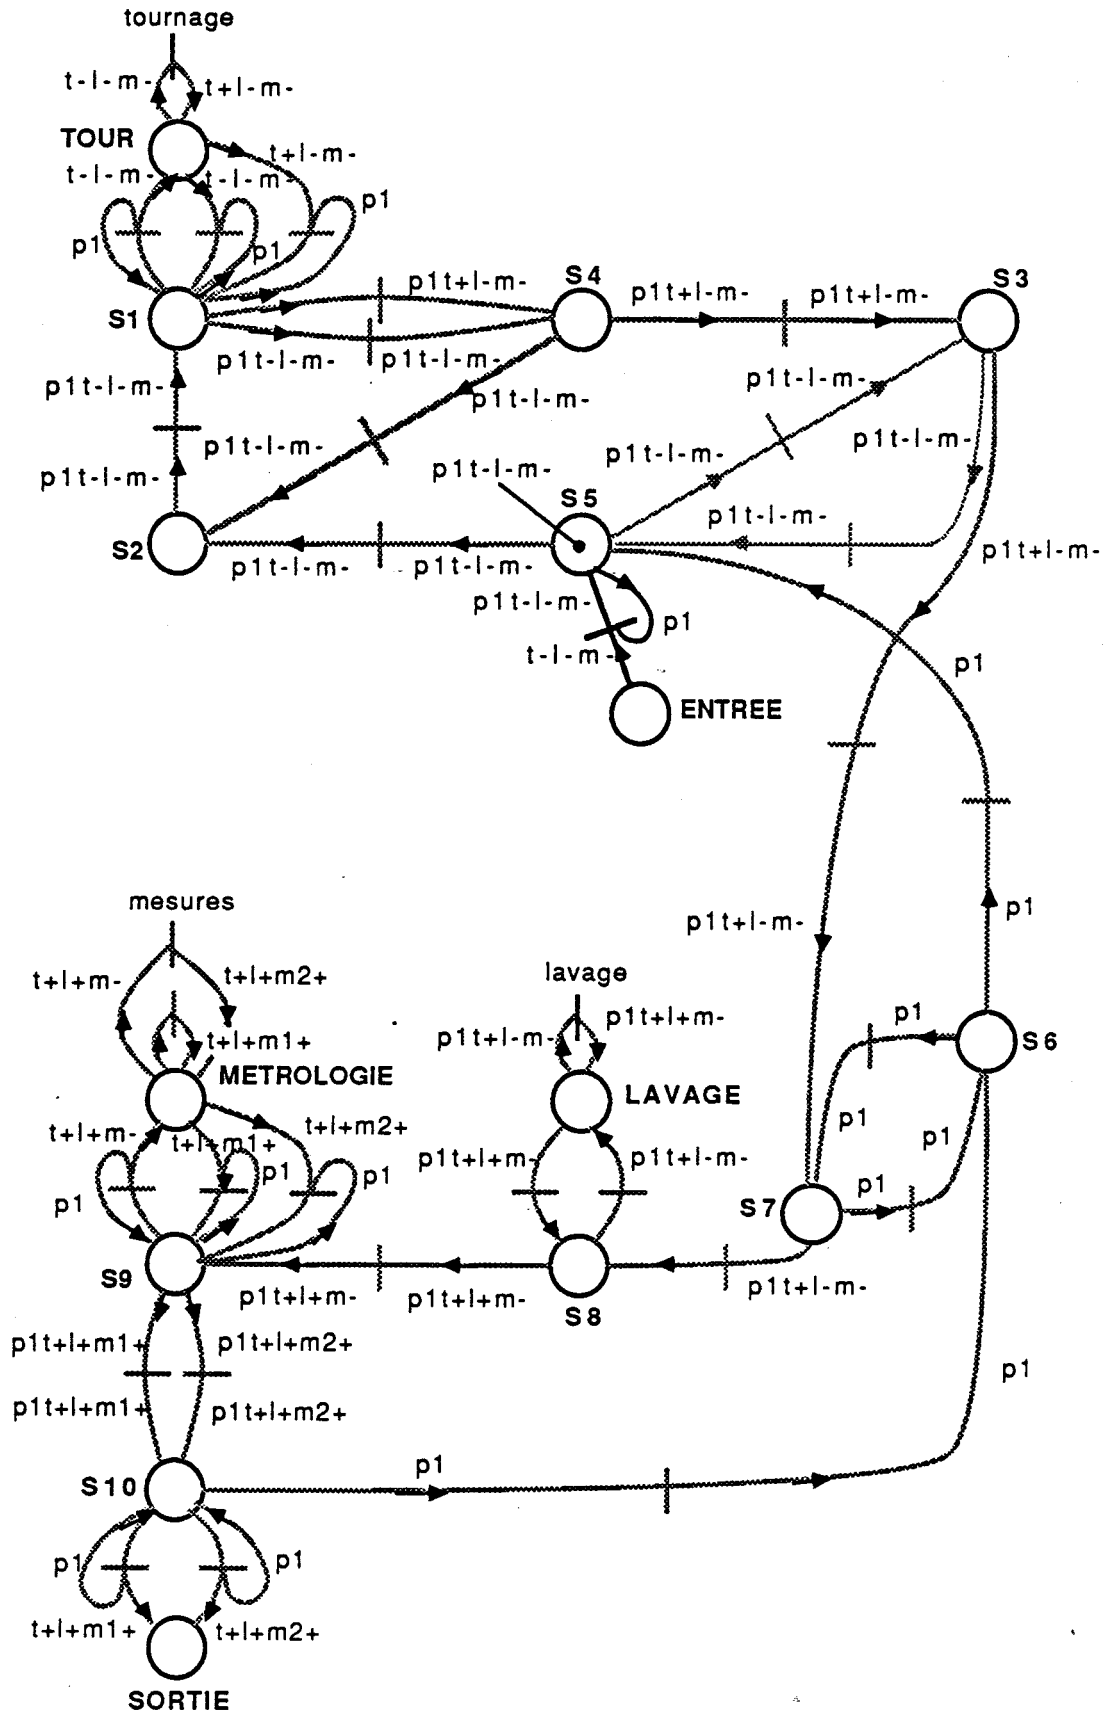 tournage
t-l-m-
t+l-m-
TOUR
t+l-m-
t-l-m-
t-l-m-
p1
p1
p1
S1
p1t+l-m-
S4
p1t+l-m-
p1t+l-m-
S3
p1t-l-m-
p1t-l-m-
p1t-l-m-
p1t-l-m-
p1t-l-m-
p1t-l-m-
p1t-l-m-
p1t-l-m-
p1t-l-m-
p1t-l-m-
p1t-l-m-
S5
p1t-l-m-
S2
p1t+l-m-
p1t-l-m-
p1t-l-m-
p1t-l-m-
p1
t-l-m-
p1
ENTREE
mesures
p1
p1t+l-m-
t+l+m-
t+l+m2+
lavage
p1
p1t+l+m-
p1t+l-m-
t+l+m1+
S6
METROLOGIE
LAVAGE
p1
t+l+m2+
t+l+m-
t+l+m1+
p1
p1t+l+m-
p1t+l-m-
p1
p1
p1
p1
S7
S9
p1t+l+m-
p1t+l+m-
p1t+l-m-
S8
p1t+l+m1+
p1t+l+m2+
p1
p1t+l+m1+
p1t+l+m2+
p1
S10
p1
p1
t+l+m1+
t+l+m2+
SORTIE